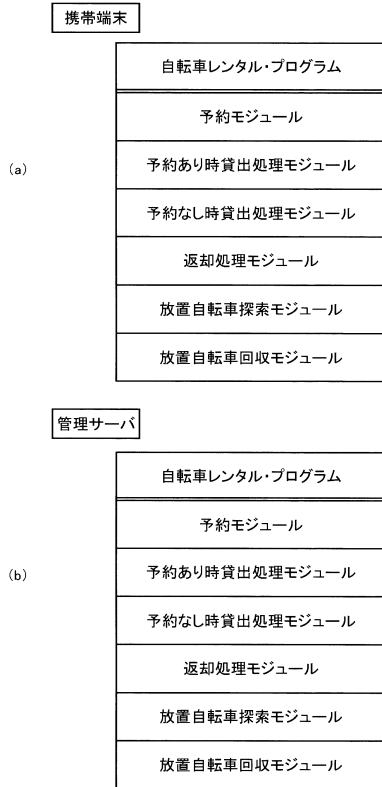 携帯端末
自転車レンタル・プログラム
予約モジュール
(a)
予約あり時貸出処理モジュール
予約なし時貸出処理モジュール
返却処理モジュール
放置自転車探索モジュール
放置自転車回収モジュール
管理サーバ
自転車レンタル・プログラム
予約モジュール
(b)
予約あり時貸出処理モジュール
予約なし時貸出処理モジュール
返却処理モジュール
放置自転車探索モジュール
放置自転車回収モジュール